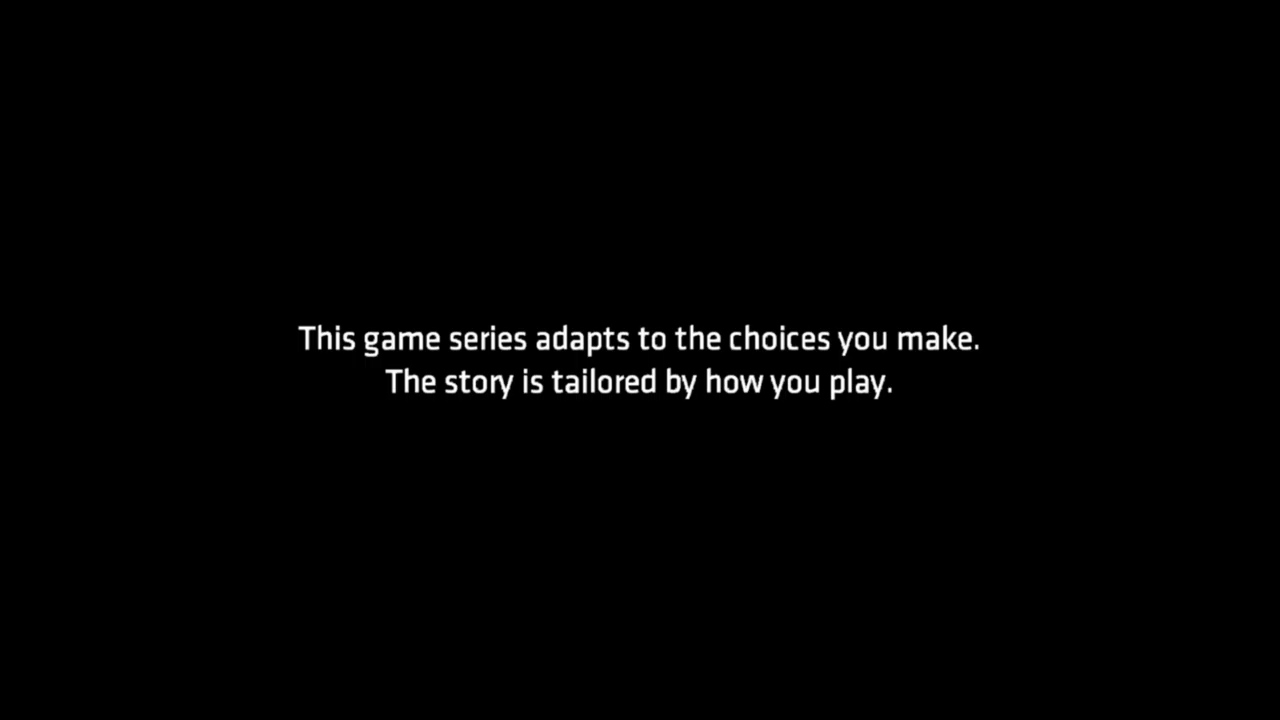 This game series adapts to the choices you make.
The story is tailored by how you play.